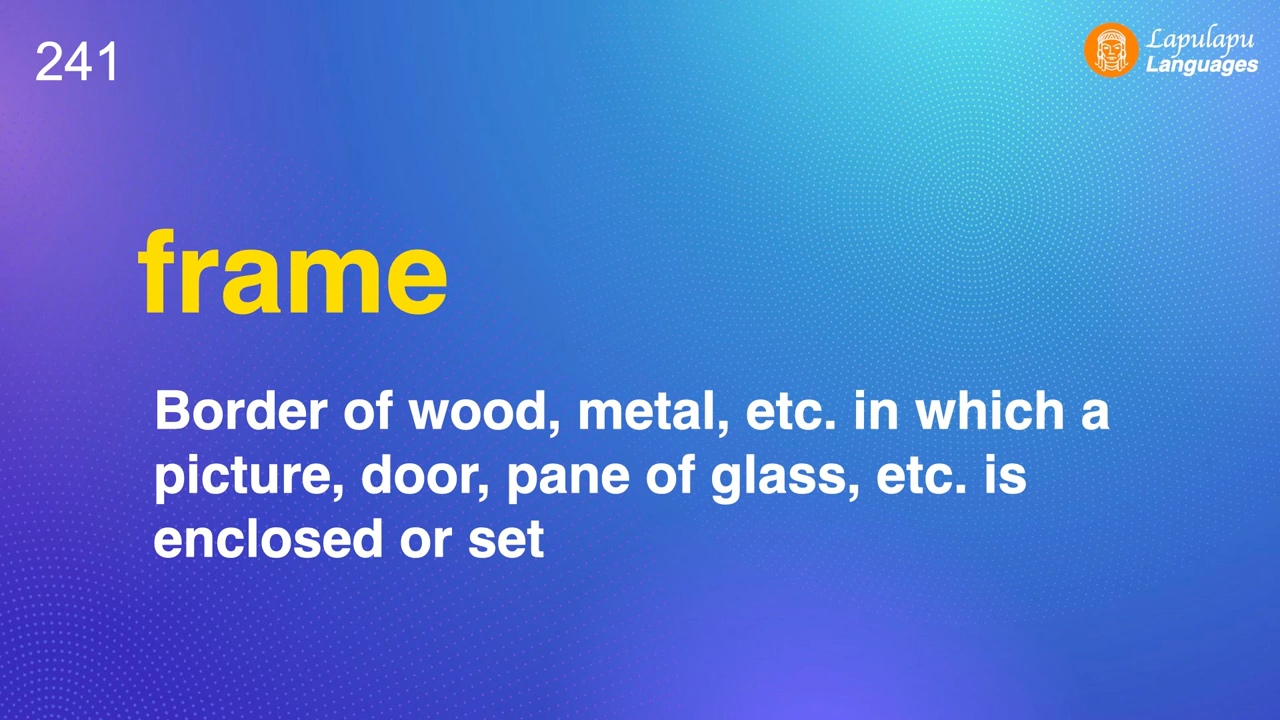 241
Lapulapu
Languages
frame
Border of wood, metal, etc. in which a
picture, door, pane of glass, etc. is
enclosed or set